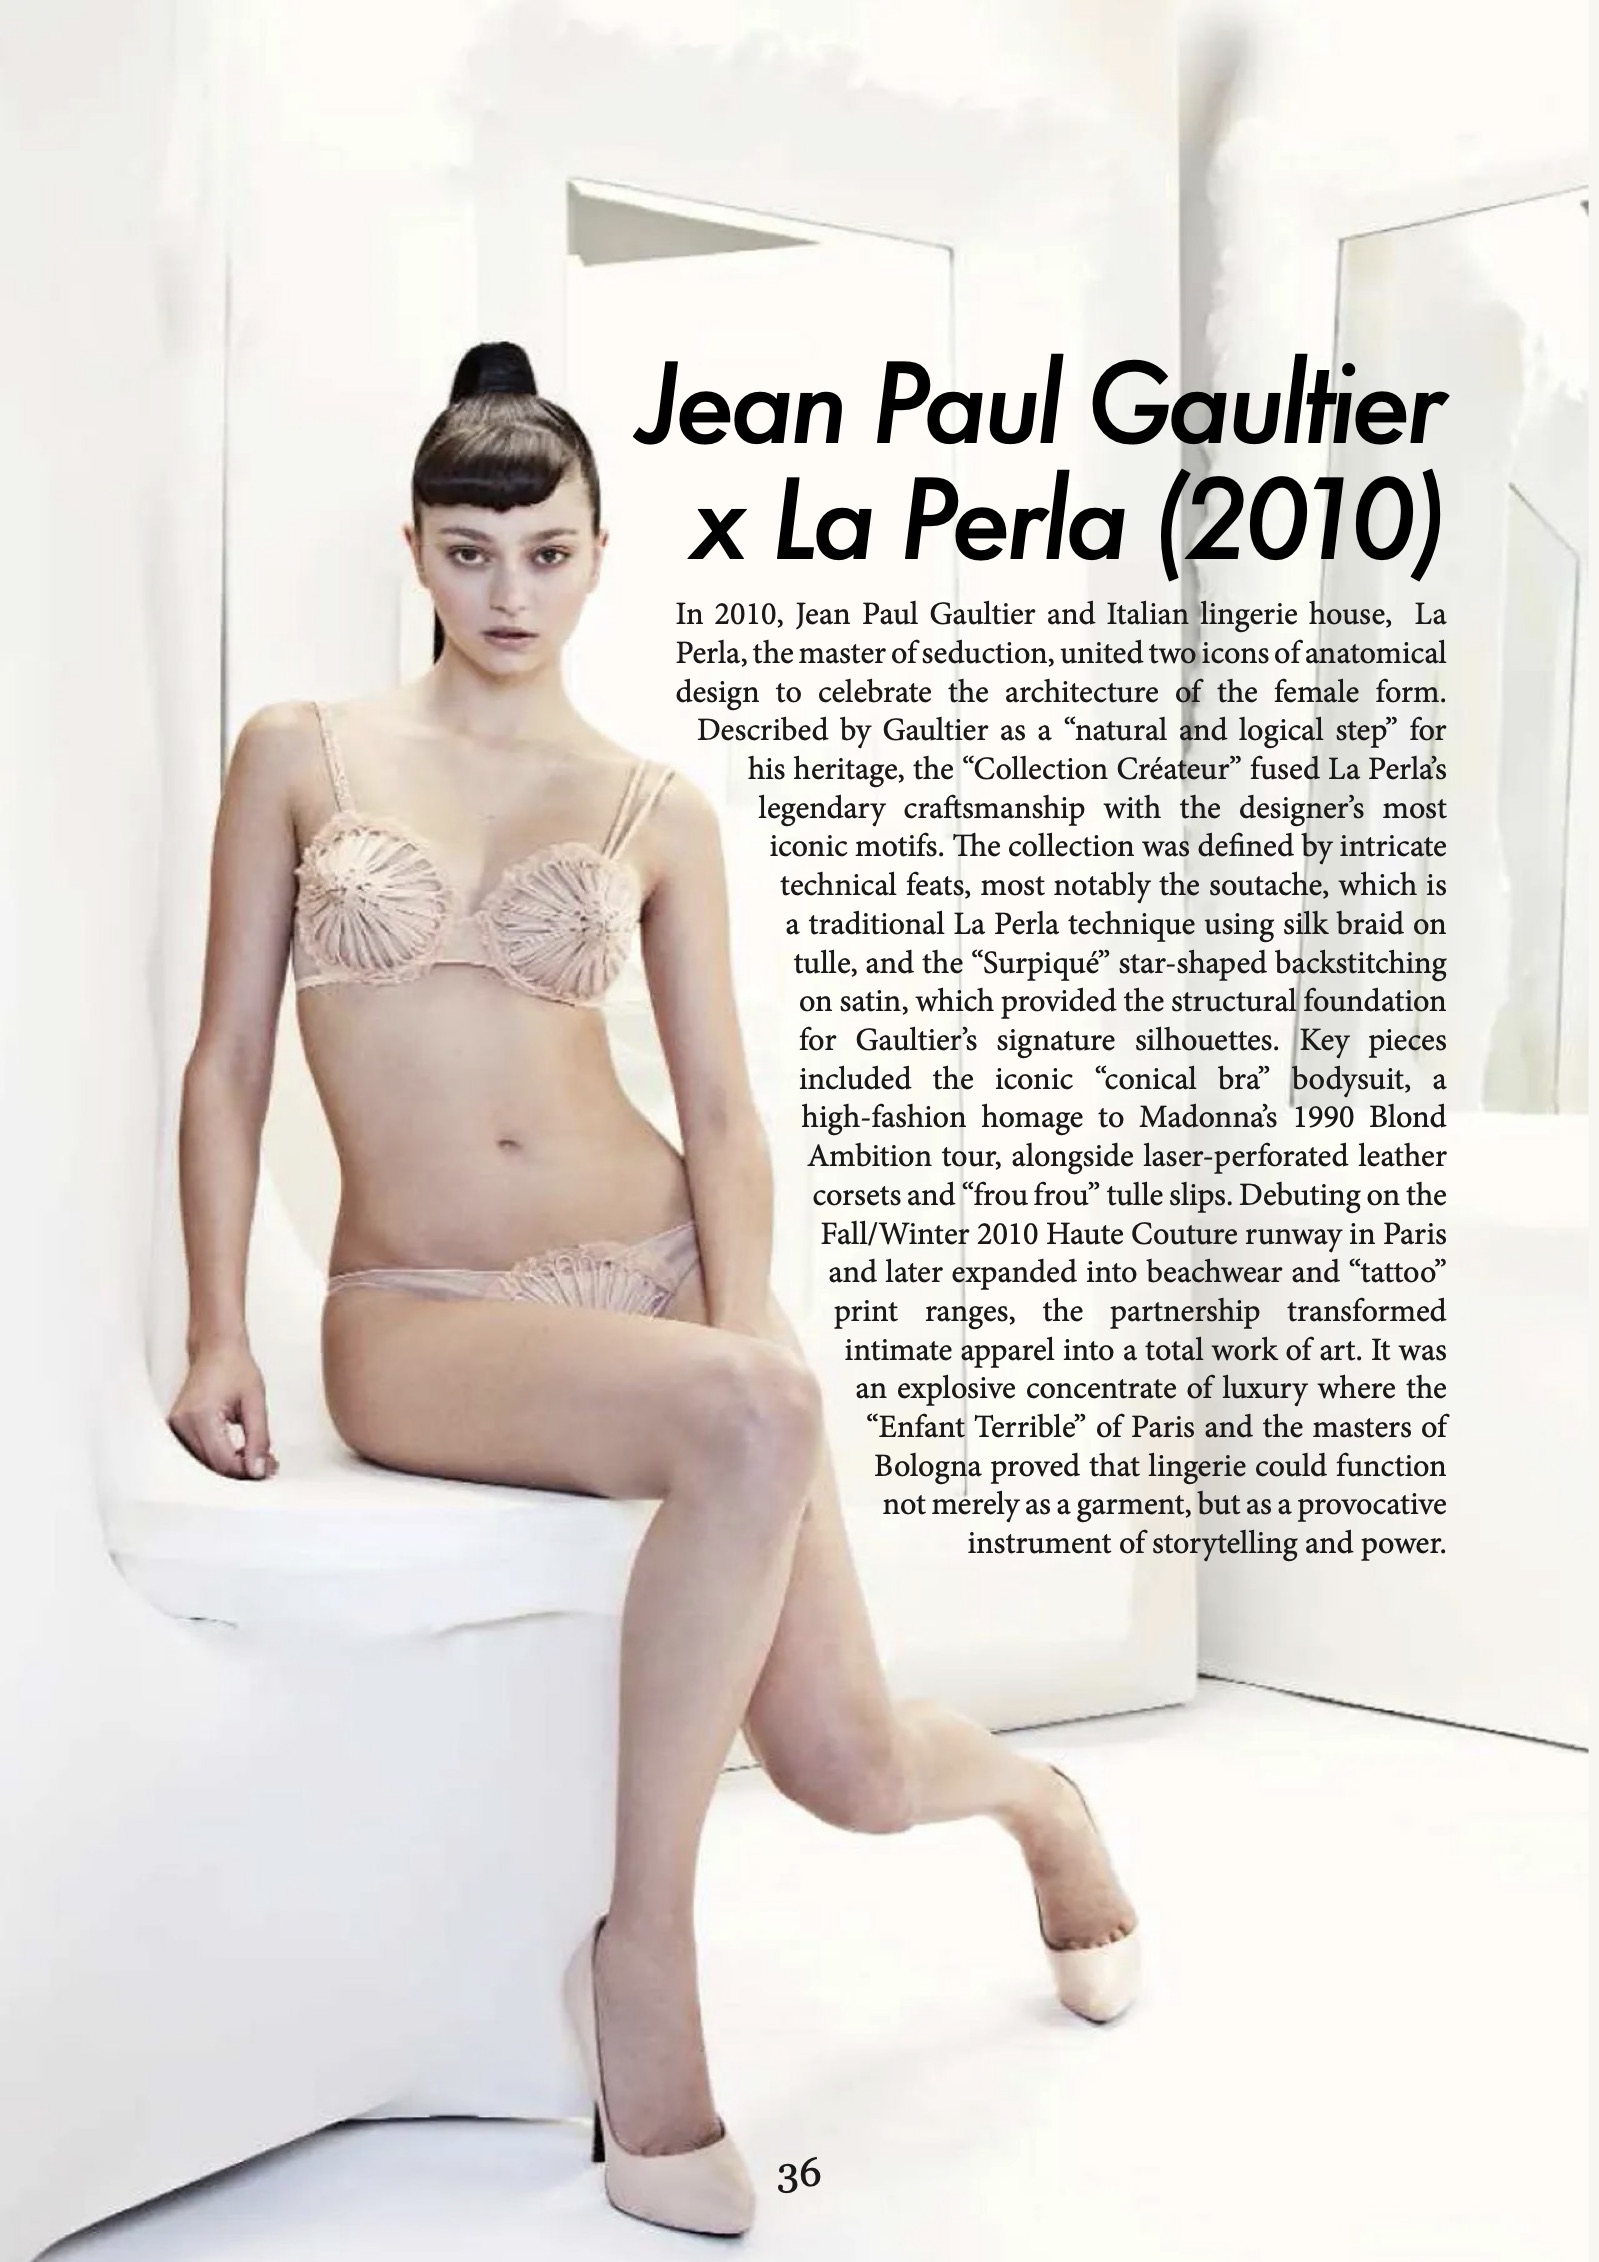 Jean Paul Gaultier
x La Perla (2010)
In 2010, Jean Paul Gaultier and Italian lingerie house, La
Perla, the master of seduction, united two icons of anatomical
design to celebrate the architecture of the female form.
Described by Gaultier as a “natural and logical step” for
his heritage, the “Collection Créateur” fused La Perla’s
legendary craftsmanship with the designer’s most
iconic motifs. The collection was defined by intricate
technical feats, most notably the soutache, which is
a traditional La Perla technique using silk braid on
tulle, and the “Surpiqué” star-shaped backstitching
on satin, which provided the structural foundation
for Gaultier’s signature silhouettes. Key pieces
included the iconic “conical bra” bodysuit, a
high-fashion homage to Madonna’s 1990 Blond
Ambition tour, alongside laser-perforated leather
corsets and “frou frou” tulle slips. Debuting on the
Fall/Winter 2010 Haute Couture runway in Paris
and later expanded into beachwear and “tattoo”
print ranges, the partnership transformed
intimate apparel into a total work of art. It was
an explosive concentrate of luxury where the
“Enfant Terrible” of Paris and the masters of
Bologna proved that lingerie could function
not merely as a garment, but as a provocative
instrument of storytelling and power.
36